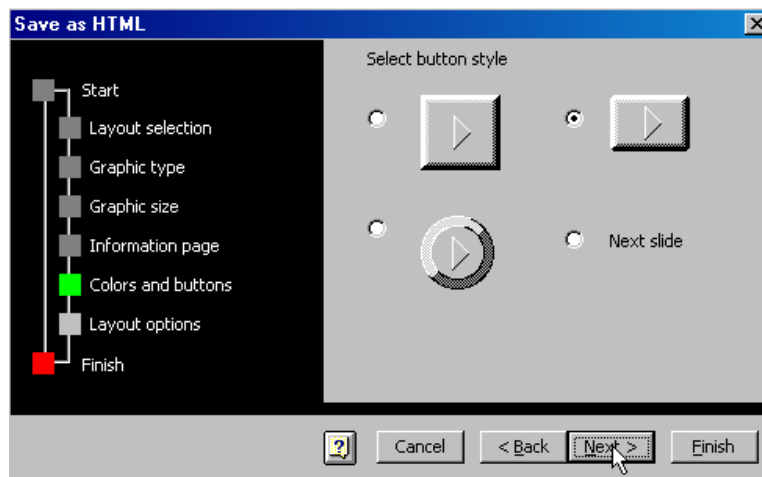 Save as HTML
Start
Layout selection
Graphic type
Graphic size
Information page
Colors and buttons
Layout options
Finish
Select button style
Next slide
?
Cancel
< Back
Next >
Finish